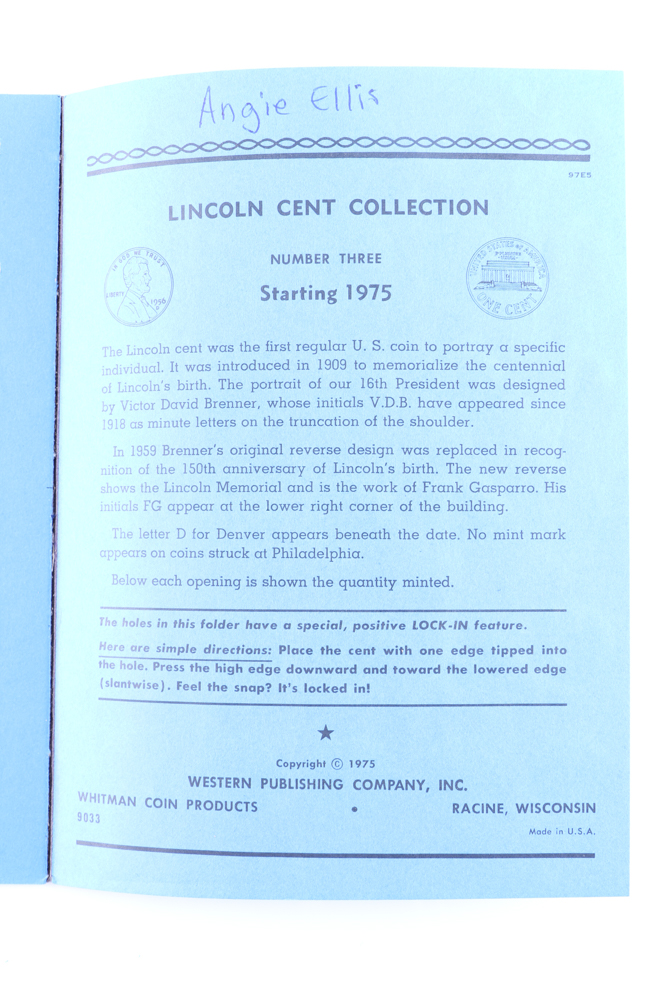 Angie Ellis
97E5
LINCOLN CENT COLLECTION
NUMBER THREE
Starting 1975
IN GOD WE TRUST
LIBERTY
1956
UNITED STATES OF AMERICA
ONE CENT
The Lincoln cent was the first regular U. S. coin to portray a specific
individual. It was introduced in 1909 to memorialize the centennial
of Lincoln's birth. The portrait of our 16th President was designed
by Victor David Brenner, whose initials V.D.B. have appeared since
1918 as minute letters on the truncation of the shoulder.
In 1959 Brenner's original reverse design was replaced in recog-
nition of the 150th anniversary of Lincoln's birth. The new reverse
shows the Lincoln Memorial and is the work of Frank Gasparro. His
initials FG appear at the lower right corner of the building.
The letter D for Denver appears beneath the date. No mint mark
appears on coins struck at Philadelphia.
Below each opening is shown the quantity minted.
The holes in this folder have a special, positive LOCK-IN feature.
Here are simple directions: Place the cent with one edge tipped into
the hole. Press the high edge downward and toward the lowered edge
(slantwise). Feel the snap? It's locked in!
Copyright © 1975
WESTERN PUBLISHING COMPANY, INC.
WHITMAN COIN PRODUCTS • RACINE, WISCONSIN
9033
Made in U.S.A.